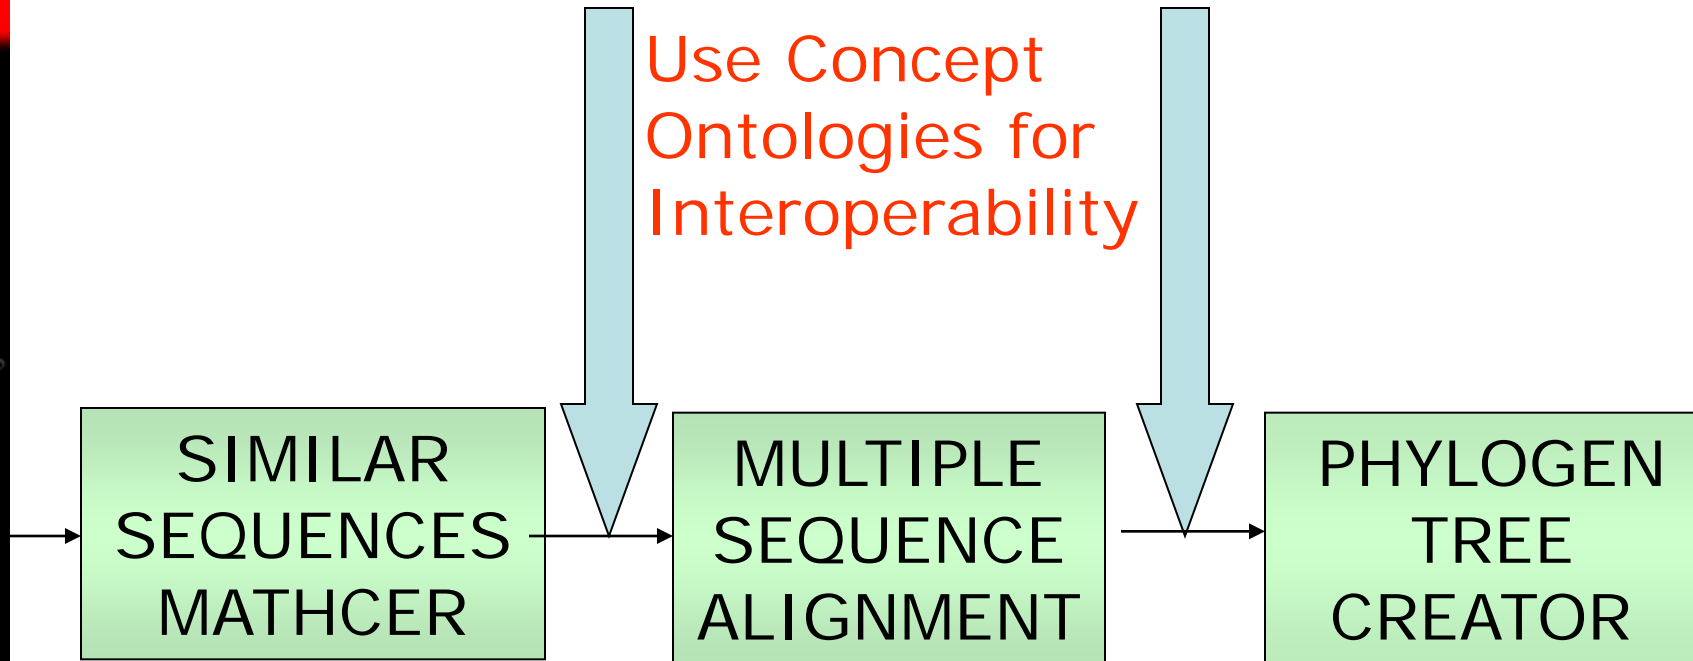 Use Concept
Ontologies for
Interoperability
SIMILAR
SEQUENCES
MATHCER
MULTIPLE
SEQUENCE
ALIGNMENT
PHYLOGEN
TREE
CREATOR